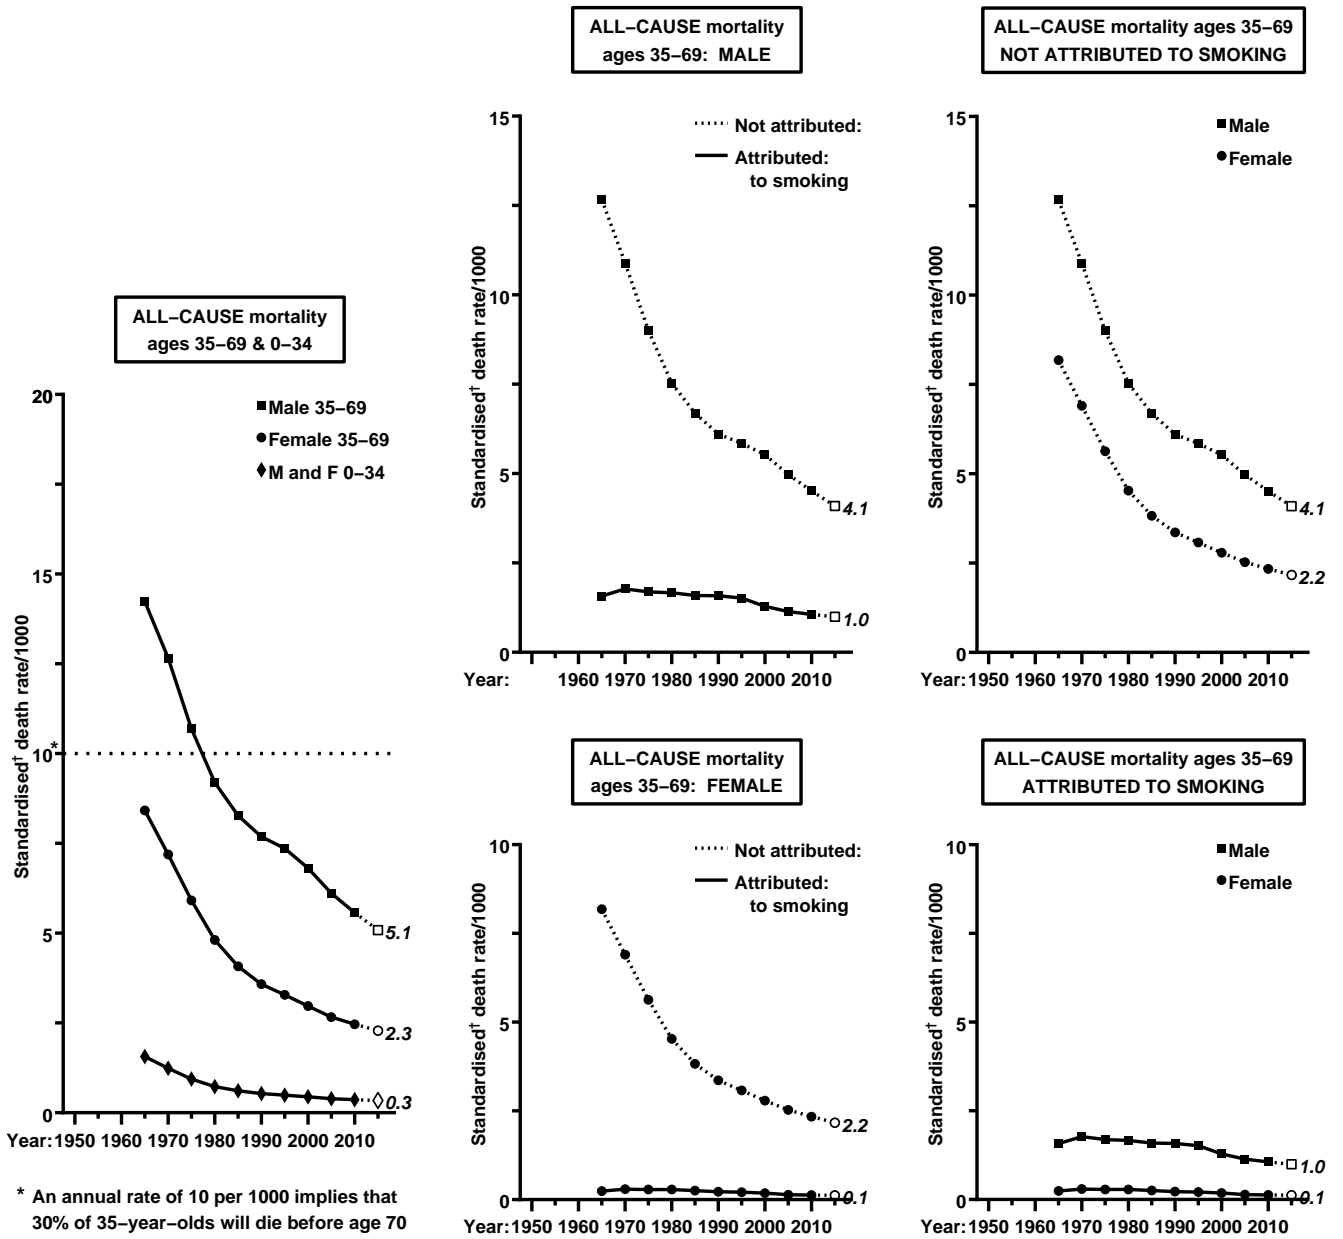 ALL−CAUSE mortality
ages 35−69 & 0−34
Standardised† death rate/1000
20
15
10*
5
0
Male 35−69
Female 35−69
M and F 0−34
5.1
2.3
0.3
Year: 1950 1960 1970 1980 1990 2000 2010
* An annual rate of 10 per 1000 implies that
30% of 35−year−olds will die before age 70
ALL−CAUSE mortality
ages 35−69: MALE
Standardised† death rate/1000
15
10
5
0
Not attributed:
Attributed:
to smoking
4.1
1.0
Year: 1960 1970 1980 1990 2000 2010
ALL−CAUSE mortality ages 35−69
NOT ATTRIBUTED TO SMOKING
Standardised† death rate/1000
15
10
5
0
Male
Female
4.1
2.2
Year: 1950 1960 1970 1980 1990 2000 2010
ALL−CAUSE mortality
ages 35−69: FEMALE
Standardised† death rate/1000
10
5
0
Not attributed:
Attributed:
to smoking
2.2
0.1
Year: 1950 1960 1970 1980 1990 2000 2010
ALL−CAUSE mortality ages 35−69
ATTRIBUTED TO SMOKING
Standardised† death rate/1000
10
5
0
Male
Female
1.0
0.1
Year: 1950 1960 1970 1980 1990 2000 2010